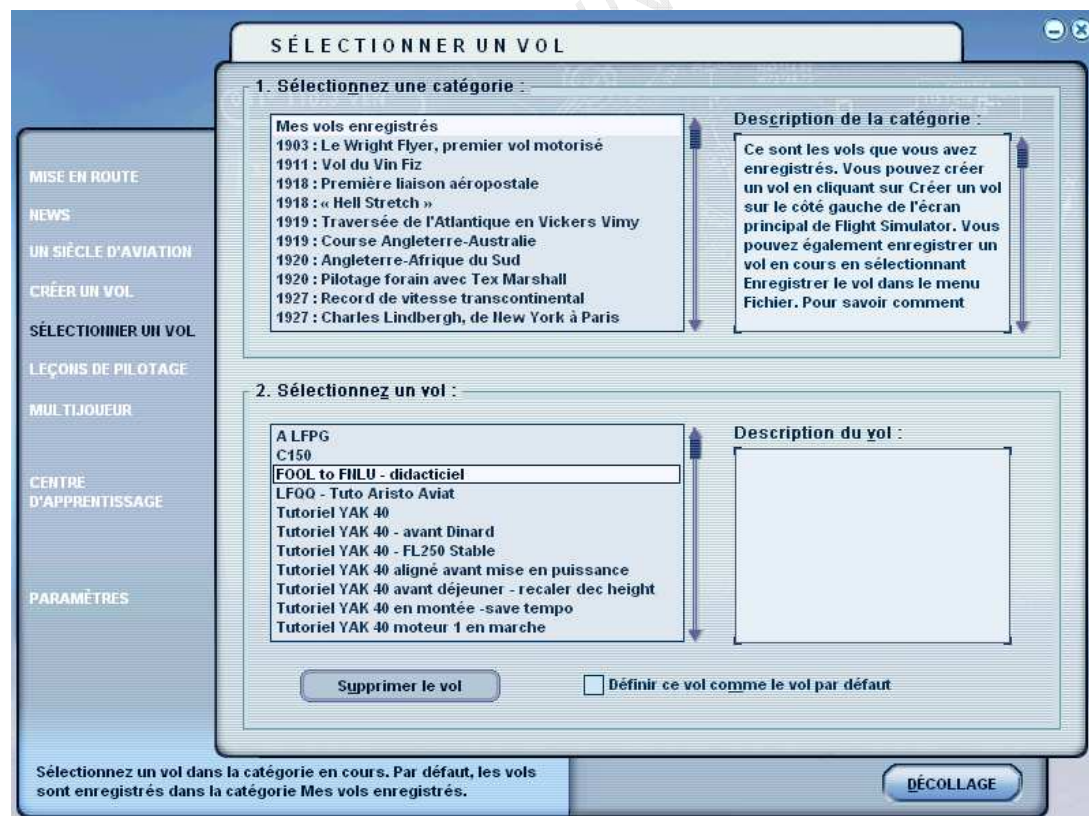 SÉLECTIONNER UN VOL
1. Sélectionnez une catégorie :
Mes vols enregistrés
1903 : Le Wright Flyer, premier vol motorisé
1911 : Vol du Vin Fiz
1918 : Première liaison aéropostale
1918 : « Hell Stretch »
1919 : Traversée de l'Atlantique en Vickers Vimy
1919 : Course Angleterre-Australie
1920 : Angleterre-Afrique du Sud
1920 : Pilotage forain avec Tex Marshall
1927 : Record de vitesse transcontinental
1927 : Charles Lindbergh, de New York à Paris
Description de la catégorie :
Ce sont les vols que vous avez
enregistrés. Vous pouvez créer
un vol en cliquant sur Créer un vol
sur le côté gauche de l'écran
principal de Flight Simulator. Vous
pouvez également enregistrer un
vol en cours en sélectionnant
Enregistrer le vol dans le menu
Fichier. Pour savoir comment
MISE EN ROUTE
NEWS
UN SIÈCLE D'AVIATION
CRÉER UN VOL
SÉLECTIONNER UN VOL
LEÇONS DE PILOTAGE
MULTIJOUEUR
CENTRE
D'APPRENTISSAGE
PARAMÈTRES
2. Sélectionnez un vol :
A LFPG
C150
FOOL to FNLU - didacticiel
LFQQ - Tuto Aristo Aviat
Tutoriel YAK 40
Tutoriel YAK 40 - avant Dinard
Tutoriel YAK 40 - FL250 Stable
Tutoriel YAK 40 aligné avant mise en puissance
Tutoriel YAK 40 avant déjeuner - recaler dec height
Tutoriel YAK 40 en montée -save tempo
Tutoriel YAK 40 moteur 1 en marche
Description du vol :
Supprimer le vol
Définir ce vol comme le vol par défaut
Sélectionnez un vol dans la catégorie en cours. Par défaut, les vols
sont enregistrés dans la catégorie Mes vols enregistrés.
DÉCOLLAGE